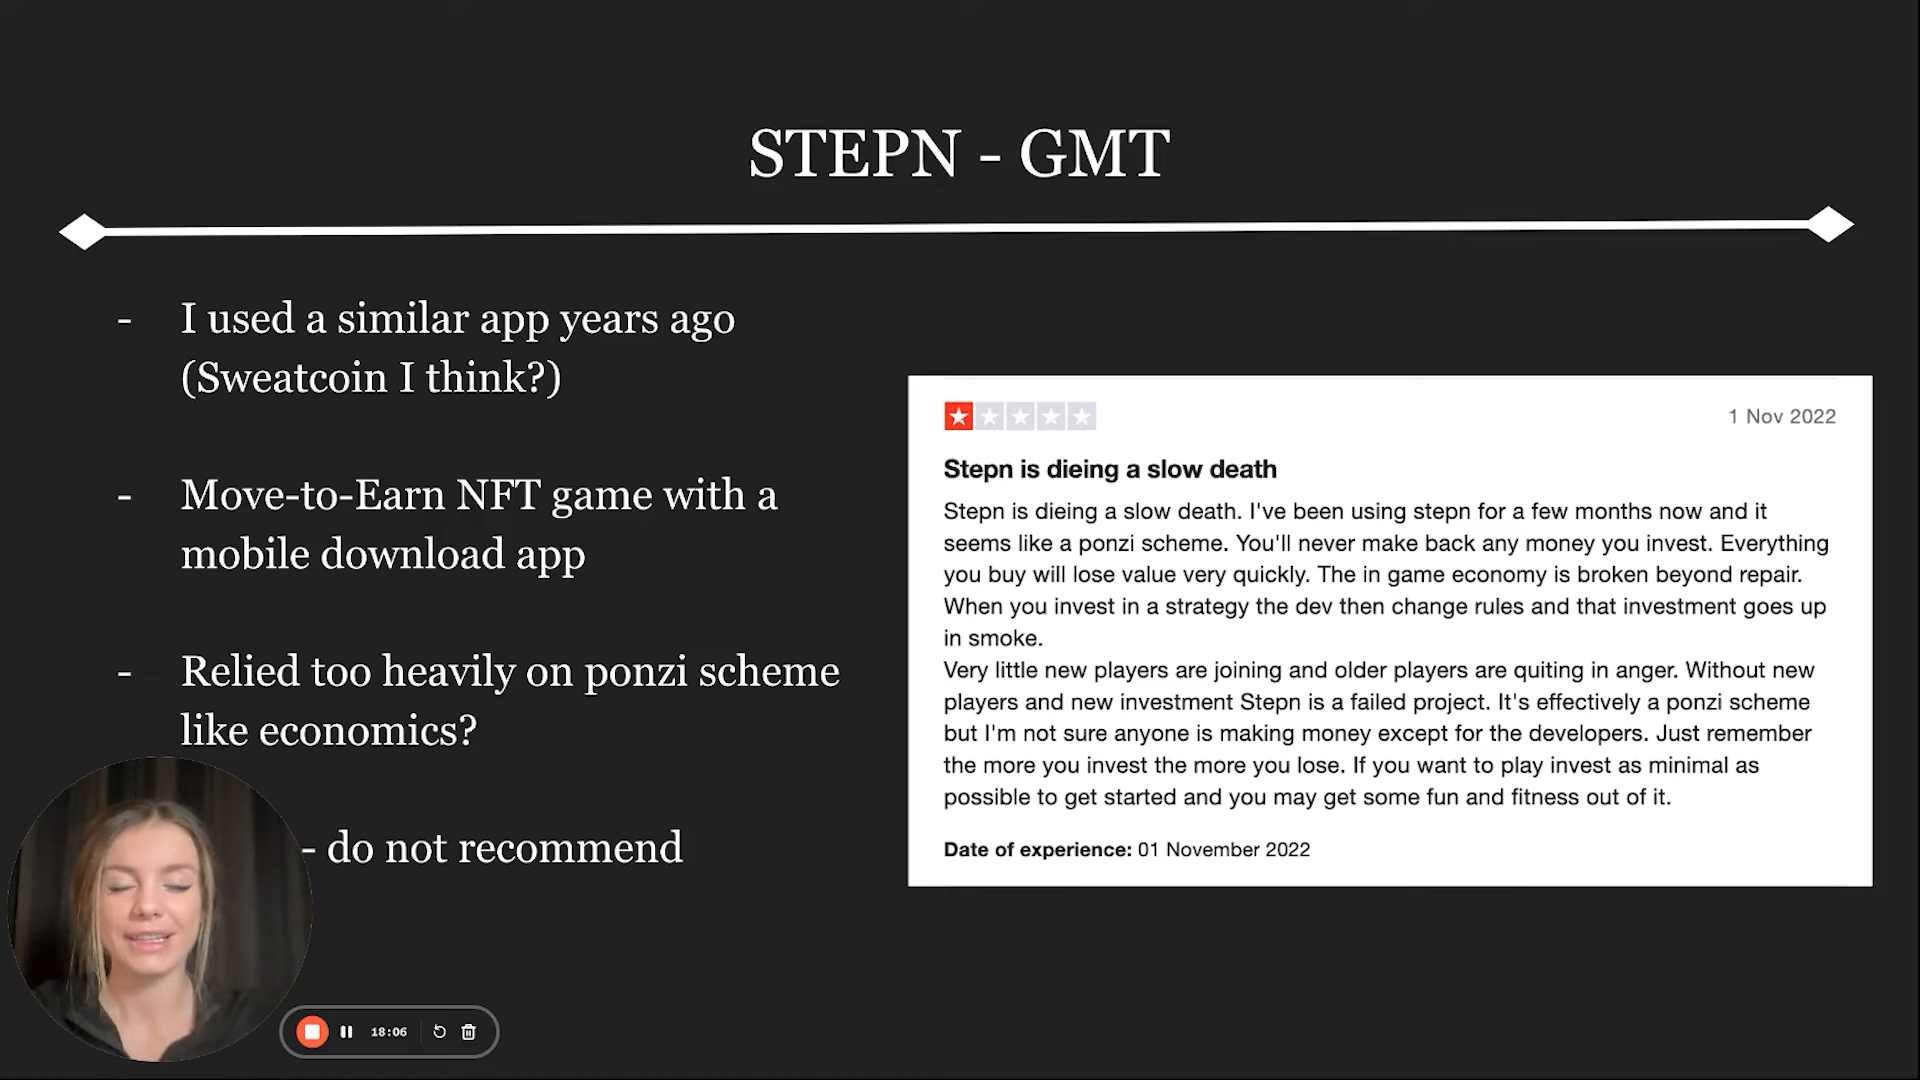 STEPN - GMT
- I used a similar app years ago
(Sweatcoin I think?)
- Move-to-Earn NFT game with a
mobile download app
- Relied too heavily on ponzi scheme
like economics?
- do not recommend
1 Nov 2022
Stepn is dieing a slow death
Stepn is dieing a slow death. I've been using stepn for a few months now and it
seems like a ponzi scheme. You'll never make back any money you invest. Everything
you buy will lose value very quickly. The in game economy is broken beyond repair.
When you invest in a strategy the dev then change rules and that investment goes up
in smoke.
Very little new players are joining and older players are quiting in anger. Without new
players and new investment Stepn is a failed project. It's effectively a ponzi scheme
but I'm not sure anyone is making money except for the developers. Just remember
the more you invest the more you lose. If you want to play invest as minimal as
possible to get started and you may get some fun and fitness out of it.
Date of experience: 01 November 2022
18:06